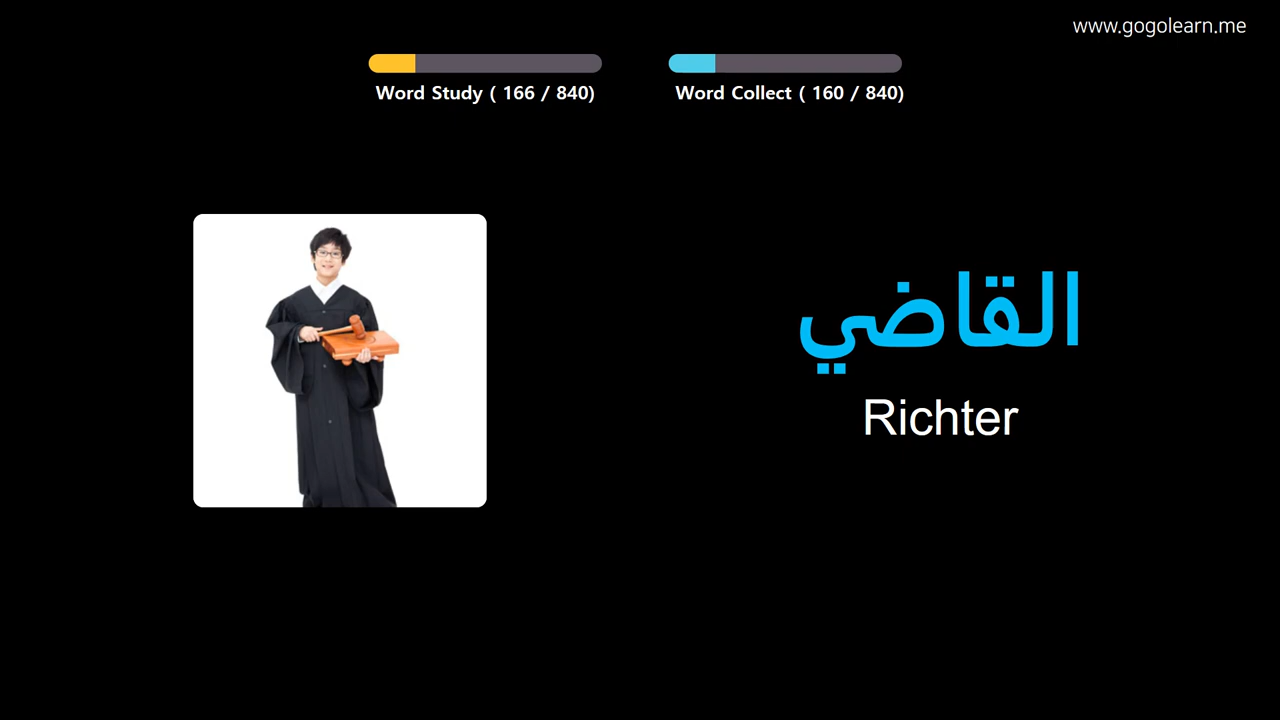 www.gogolearn.me
Word Study ( 166 / 840)
Word Collect ( 160 / 840)
القاضي
Richter